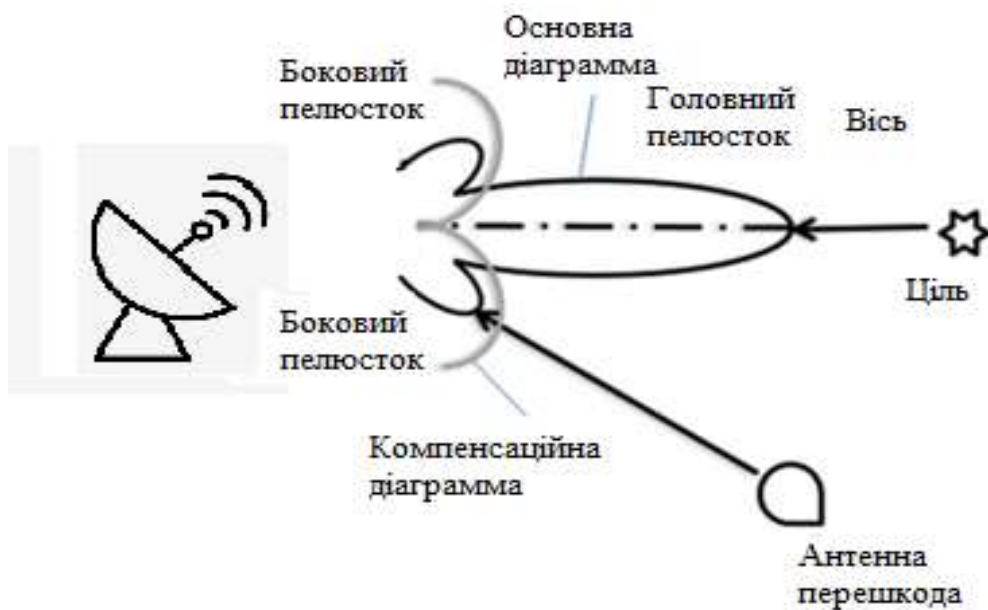 Основна
діаграмма
Боковий
пелюсток
Головний
пелюсток
Вісь
Ціль
Боковий
пелюсток
Компенсаційна
діаграмма
Антенна
перешкода